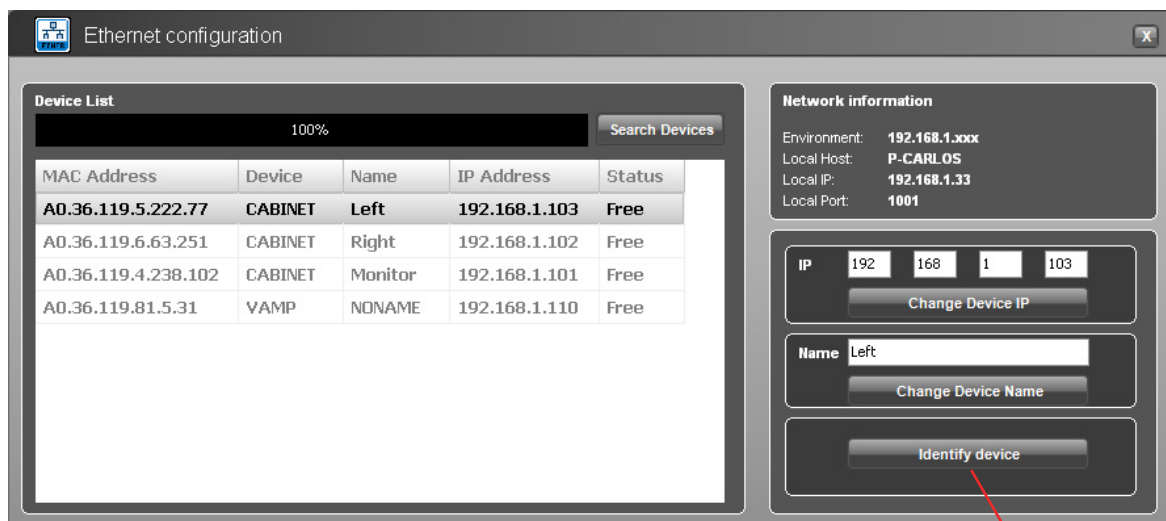 ETHER
Ethernet configuration
X
Device List
100%
Search Devices
MAC Address Device Name IP Address Status
A0.36.119.5.222.77 CABINET Left 192.168.1.103 Free
A0.36.119.6.63.251 CABINET Right 192.168.1.102 Free
A0.36.119.4.238.102 CABINET Monitor 192.168.1.101 Free
A0.36.119.81.5.31 VAMP NONAME 192.168.1.110 Free
Network information
Environment: 192.168.1.xxx
Local Host: P-CARLOS
Local IP: 192.168.1.33
Local Port: 1001
IP 192 168 1 103
Change Device IP
Name Left
Change Device Name
Identify device